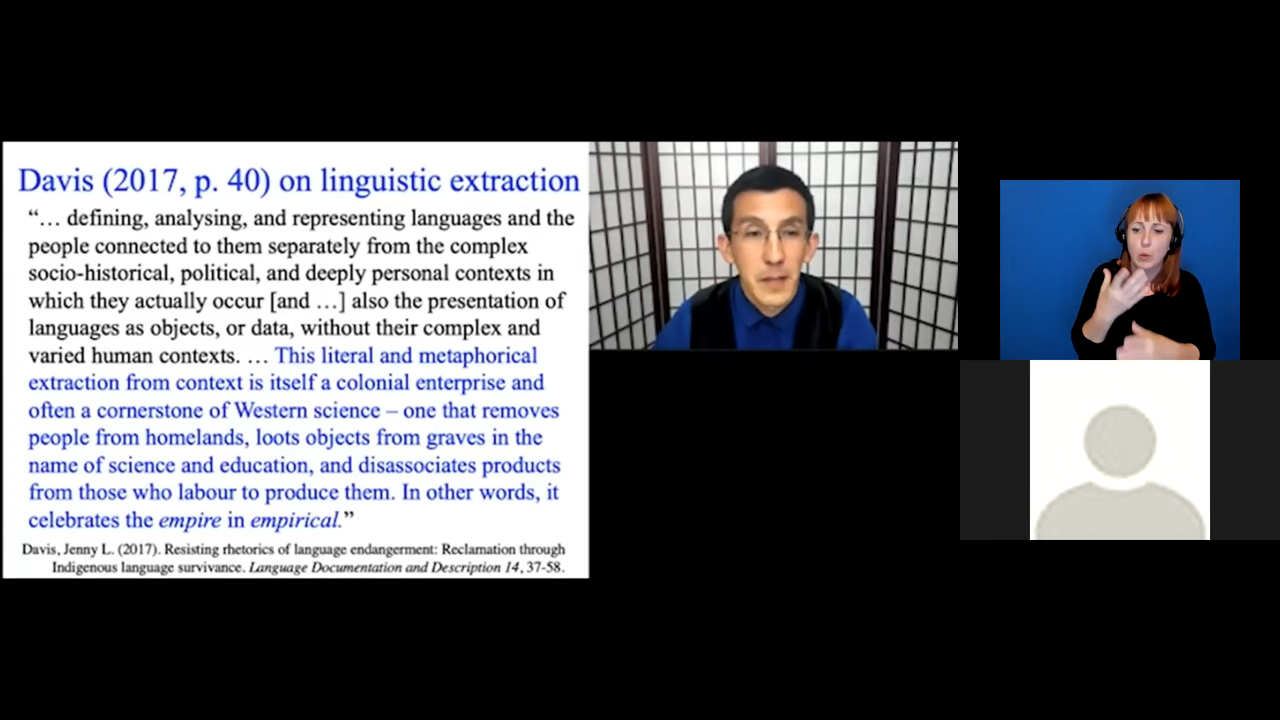 Davis (2017, p. 40) on linguistic extraction
“… defining, analysing, and representing languages and the
people connected to them separately from the complex
socio-historical, political, and deeply personal contexts in
which they actually occur [and …] also the presentation of
languages as objects, or data, without their complex and
varied human contexts. … This literal and metaphorical
extraction from context is itself a colonial enterprise and
often a cornerstone of Western science – one that removes
people from homelands, loots objects from graves in the
name of science and education, and disassociates products
from those who labour to produce them. In other words, it
celebrates the empire in empirical.”
Davis, Jenny L. (2017). Resisting rhetorics of language endangerment: Reclamation through
Indigenous language survivance. Language Documentation and Description 14, 37-58.